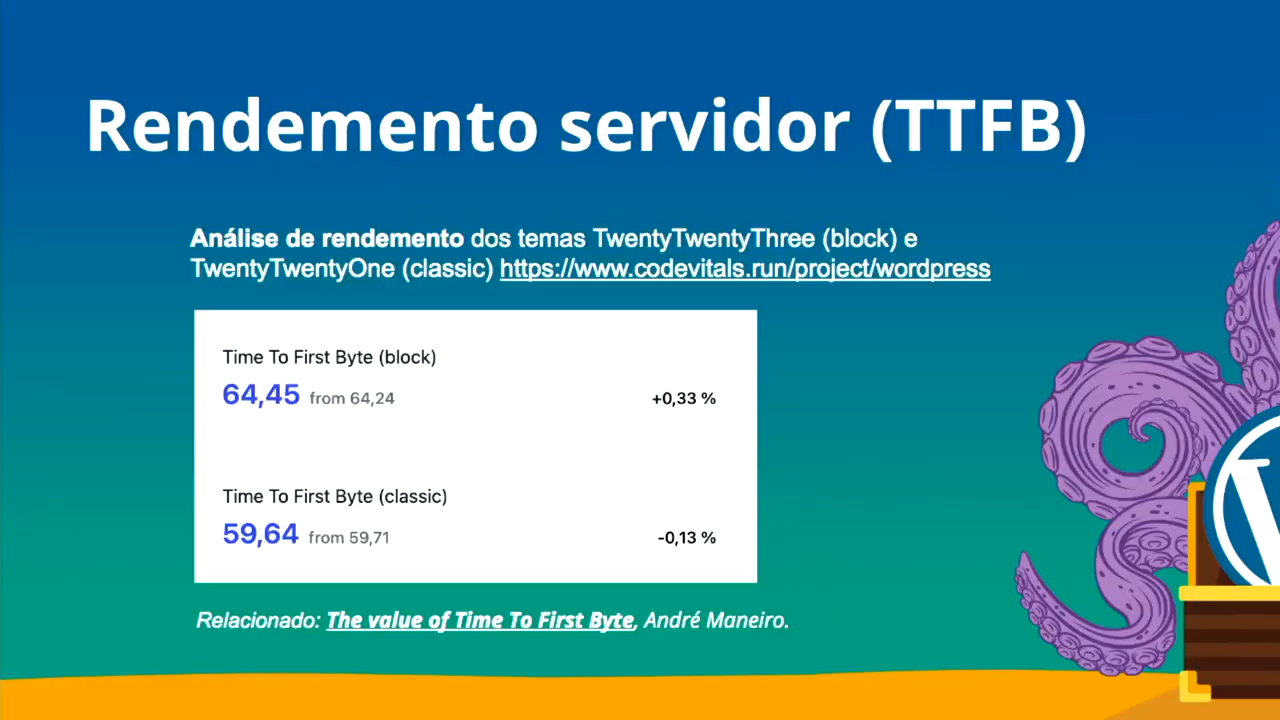 Rendemento servidor (TTFB)
Análise de rendemento dos temas TwentyTwentyThree (block) e
TwentyTwentyOne (classic) https://www.codevitals.run/project/wordpress
Time To First Byte (block)
64,45 from 64,24 +0,33 %
Time To First Byte (classic)
59,64 from 59,71 -0,13 %
Relacionado: The value of Time To First Byte, André Maneiro.